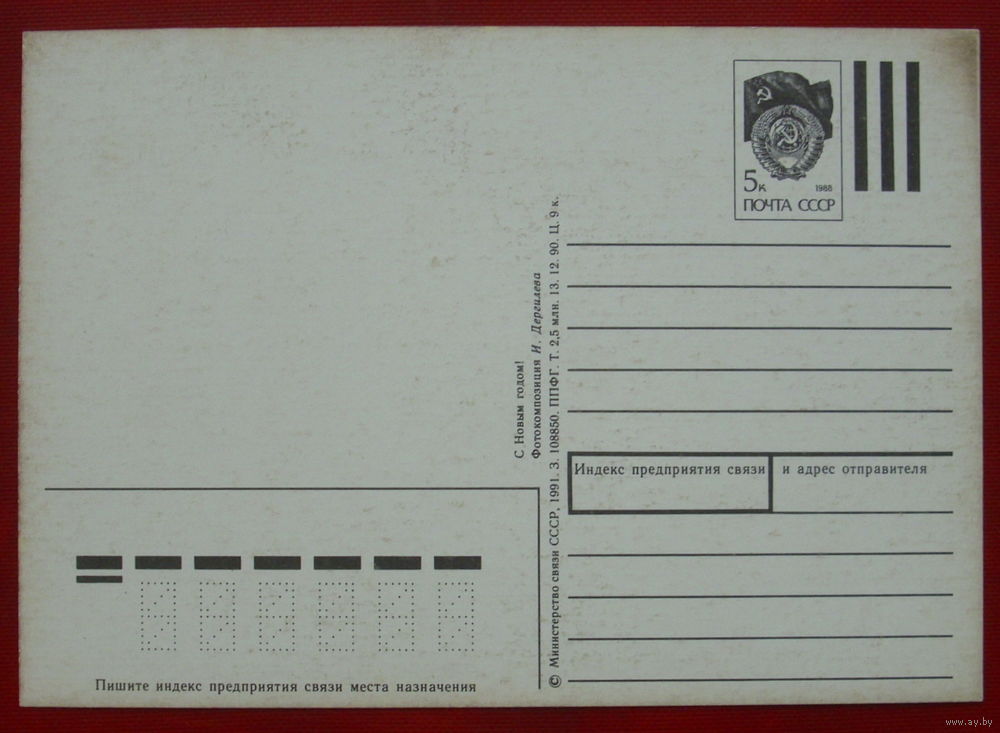 5к
1988
ПОЧТА СССР
С Новым годом!
Фотокомпозиция И. Дергилева
© Министерство связи СССР, 1991. З. 108850. ППФГ. Т. 2,5 млн. 13. 12. 90. Ц. 9 к.
Индекс предприятия связи и адрес отправителя
Пишите индекс предприятия связи места назначения
www.ay.by